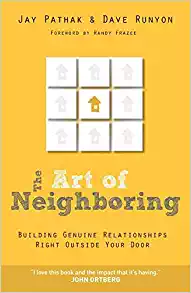 JAY PATHAK & DAVE RUNYON
FOREWORD BY RANDY FRAZEE
The Art of
Neighboring
BUILDING GENUINE RELATIONSHIPS
RIGHT OUTSIDE YOUR DOOR
"I love this book and the impact that it's having."
JOHN ORTBERG